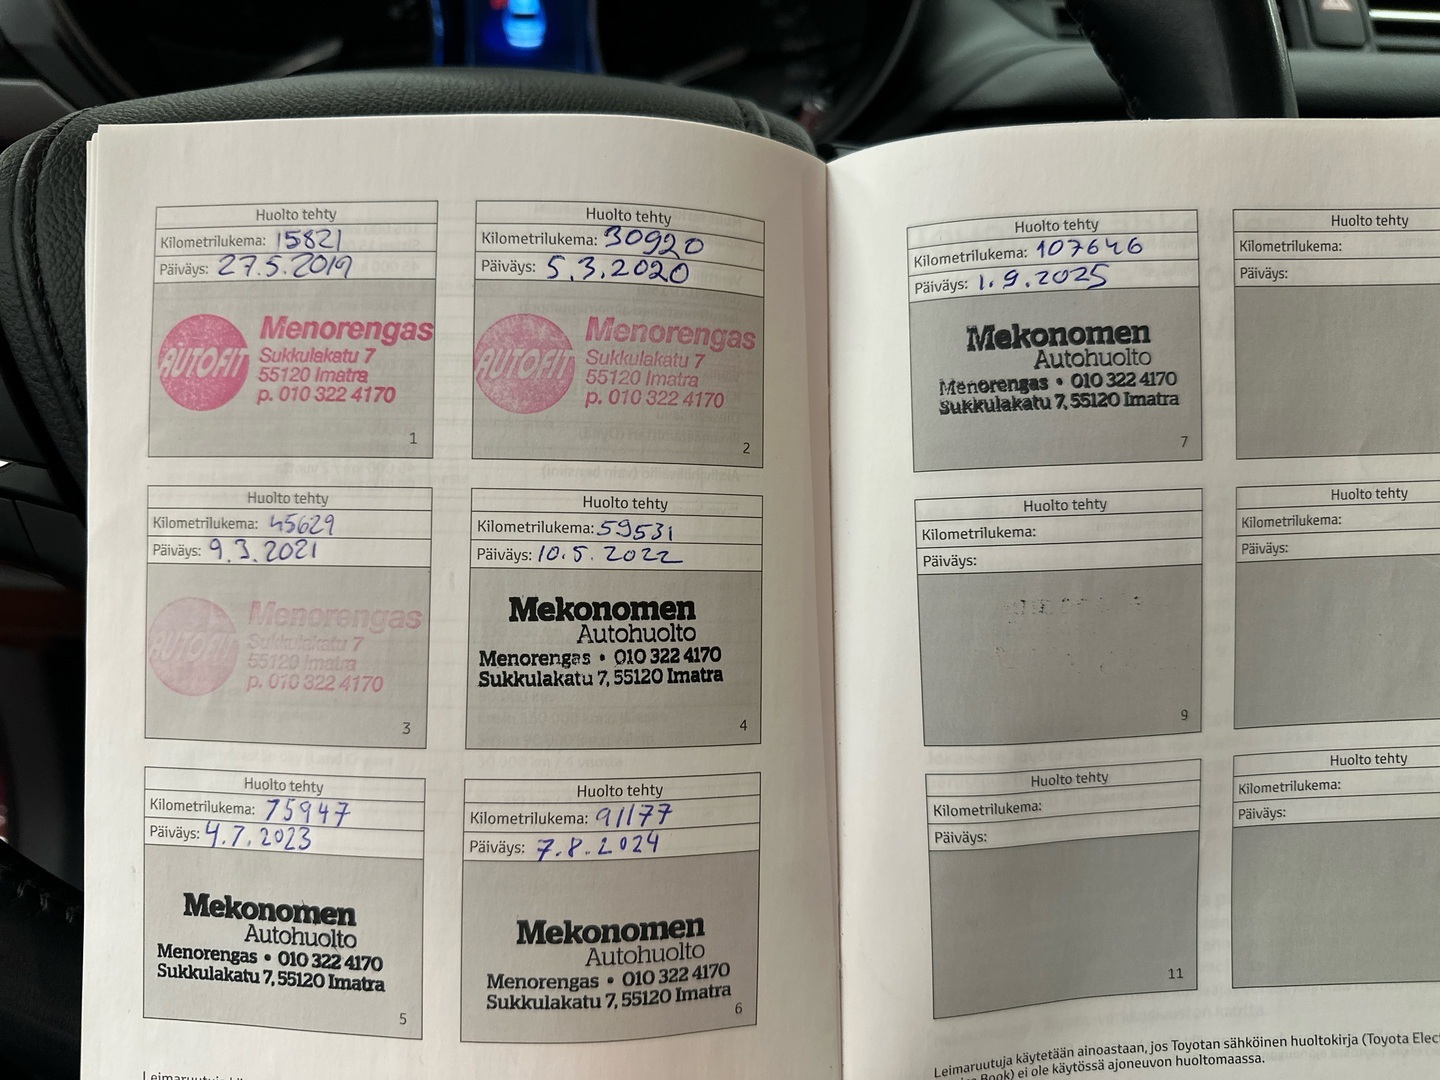 Huolto tehty
Kilometrilukema: 15821
Päiväys: 27.5.2019
AUTOFIT
Menorengas
Sukkulakatu 7
55120 Imatra
p. 010 322 4170
1
Huolto tehty
Kilometrilukema: 30920
Päiväys: 5.3.2020
AUTOFIT
Menorengas
Sukkulakatu 7
55120 Imatra
p. 010 322 4170
2
Huolto tehty
Kilometrilukema: 45629
Päiväys: 9.3.2021
AUTOFIT
Menorengas
Sukkulakatu 7
55120 Imatra
p. 010 322 4170
3
Huolto tehty
Kilometrilukema: 59531
Päiväys: 10.5.2022
Mekonomen
Autohuolto
Menorengas • 010 322 4170
Sukkulakatu 7, 55120 Imatra
4
Huolto tehty
Kilometrilukema: 75947
Päiväys: 4.7.2023
Mekonomen
Autohuolto
Menorengas • 010 322 4170
Sukkulakatu 7, 55120 Imatra
5
Huolto tehty
Kilometrilukema: 91177
Päiväys: 7.8.2024
Mekonomen
Autohuolto
Menorengas • 010 322 4170
Sukkulakatu 7, 55120 Imatra
6
Huolto tehty
Kilometrilukema: 107646
Päiväys: 1.9.2025
Mekonomen
Autohuolto
Menorengas • 010 322 4170
Sukkulakatu 7, 55120 Imatra
7
Huolto tehty
Kilometrilukema:
Päiväys:
Huolto tehty
Kilometrilukema:
Päiväys:
9
Huolto tehty
Kilometrilukema:
Päiväys:
Huolto tehty
Kilometrilukema:
Päiväys:
11
Huolto tehty
Kilometrilukema:
Päiväys:
Leimaruutuja käytetään ainoastaan, jos Toyotan sähköinen huoltokirja (Toyota
Book) ei ole käytössä ajoneuvon huoltomaassa.